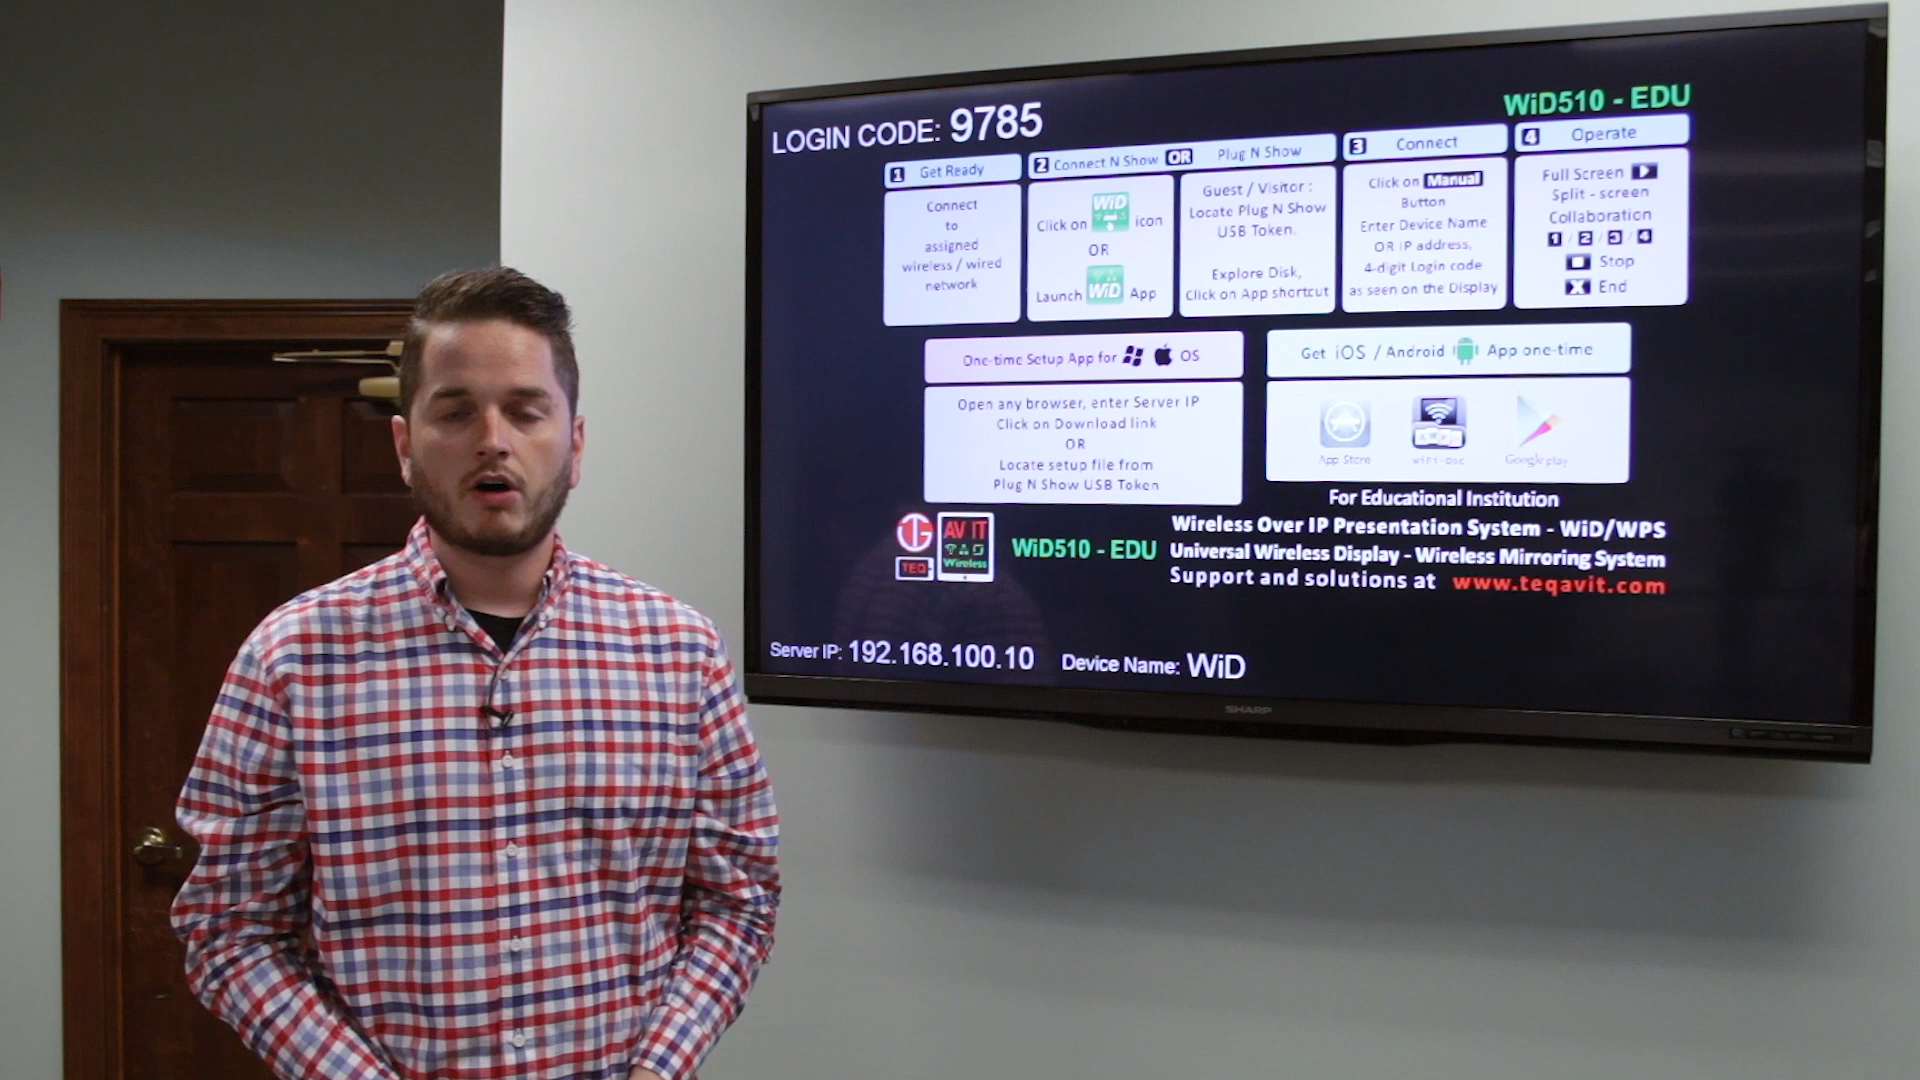 LOGIN CODE: 9785
WiD510 - EDU
1 Get Ready
Connect
to
assigned
wireless / wired
network
2 Connect N Show OR Plug N Show
Click on WiD icon
OR
Launch WiD App
Guest / Visitor :
Locate Plug N Show
USB Token.
Explore Disk,
Click on App shortcut
3 Connect
Click on Manual
Button
Enter Device Name
OR IP address,
4-digit Login code
as seen on the Display
4 Operate
Full Screen
Split - screen
Collaboration
1 / 2 / 3 / 4
Stop
X End
One-time Setup App for OS
Open any browser, enter Server IP
Click on Download link
OR
Locate setup file from
Plug N Show USB Token
Get iOS / Android App one-time
App Store
Google play
For Educational Institution
Wireless Over IP Presentation System - WiD/WPS
Universal Wireless Display - Wireless Mirroring System
Support and solutions at www.teqavit.com
TG
TEQ
AV IT
Wireless
WiD510 - EDU
Server IP: 192.168.100.10 Device Name: WiD
SHARP